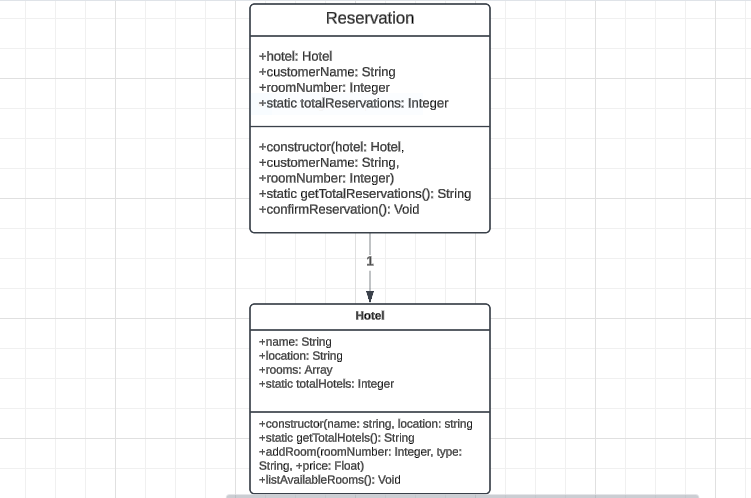 Reservation
+hotel: Hotel
+customerName: String
+roomNumber: Integer
+static totalReservations: Integer
+constructor(hotel: Hotel,
+customerName: String,
+roomNumber: Integer)
+static getTotalReservations(): String
+confirmReservation(): Void
1
Hotel
+name: String
+location: String
+rooms: Array
+static totalHotels: Integer
+constructor(name: string, location: string
+static getTotalHotels(): String
+addRoom(roomNumber: Integer, type:
String, +price: Float)
+listAvailableRooms(): Void